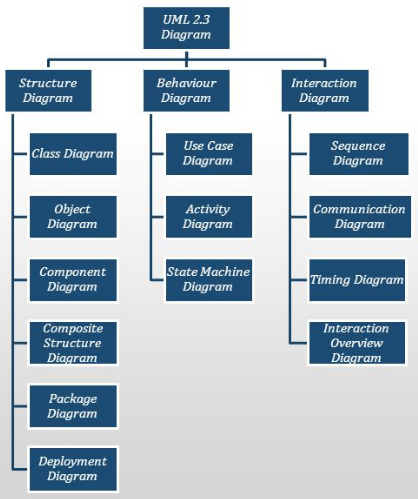 UML 2.3
Diagram
Structure
Diagram
Class Diagram
Object
Diagram
Component
Diagram
Composite
Structure
Diagram
Package
Diagram
Deployment
Diagram
Behaviour
Diagram
Use Case
Diagram
Activity
Diagram
State Machine
Diagram
Interaction
Diagram
Sequence
Diagram
Communication
Diagram
Timing Diagram
Interaction
Overview
Diagram